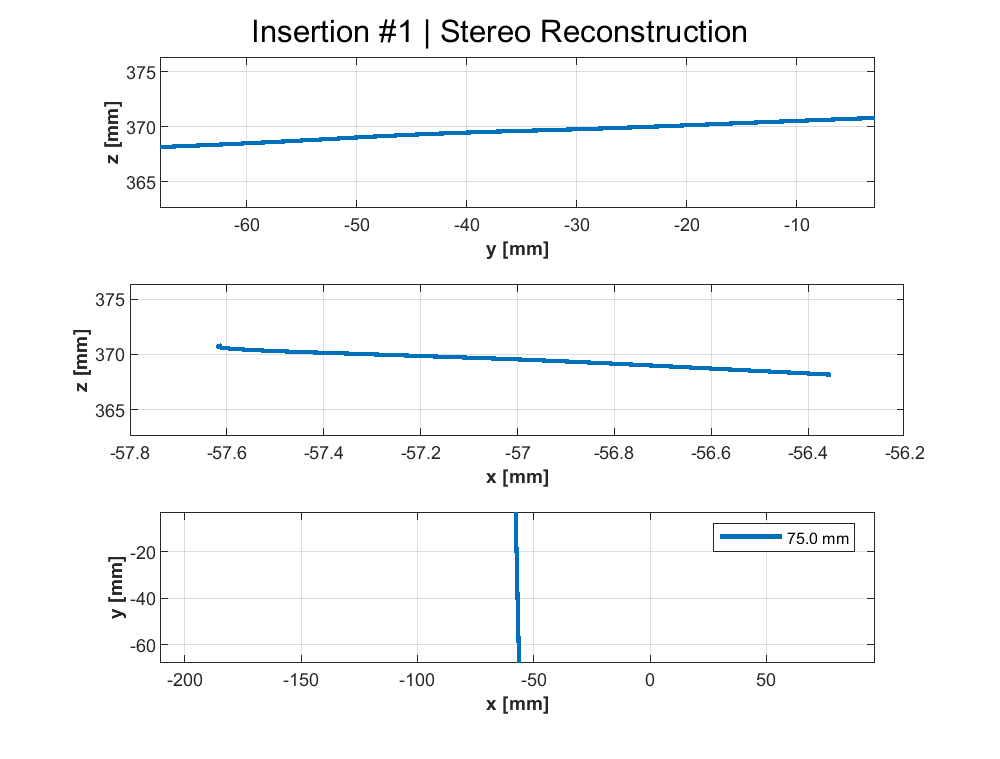 Insertion #1 | Stereo Reconstruction
375
370
365
z [mm]
-60 -50 -40 -30 -20 -10
y [mm]
375
370
365
z [mm]
-57.8 -57.6 -57.4 -57.2 -57 -56.8 -56.6 -56.4 -56.2
x [mm]
75.0 mm
-20
-40
-60
y [mm]
-200 -150 -100 -50 0 50
x [mm]